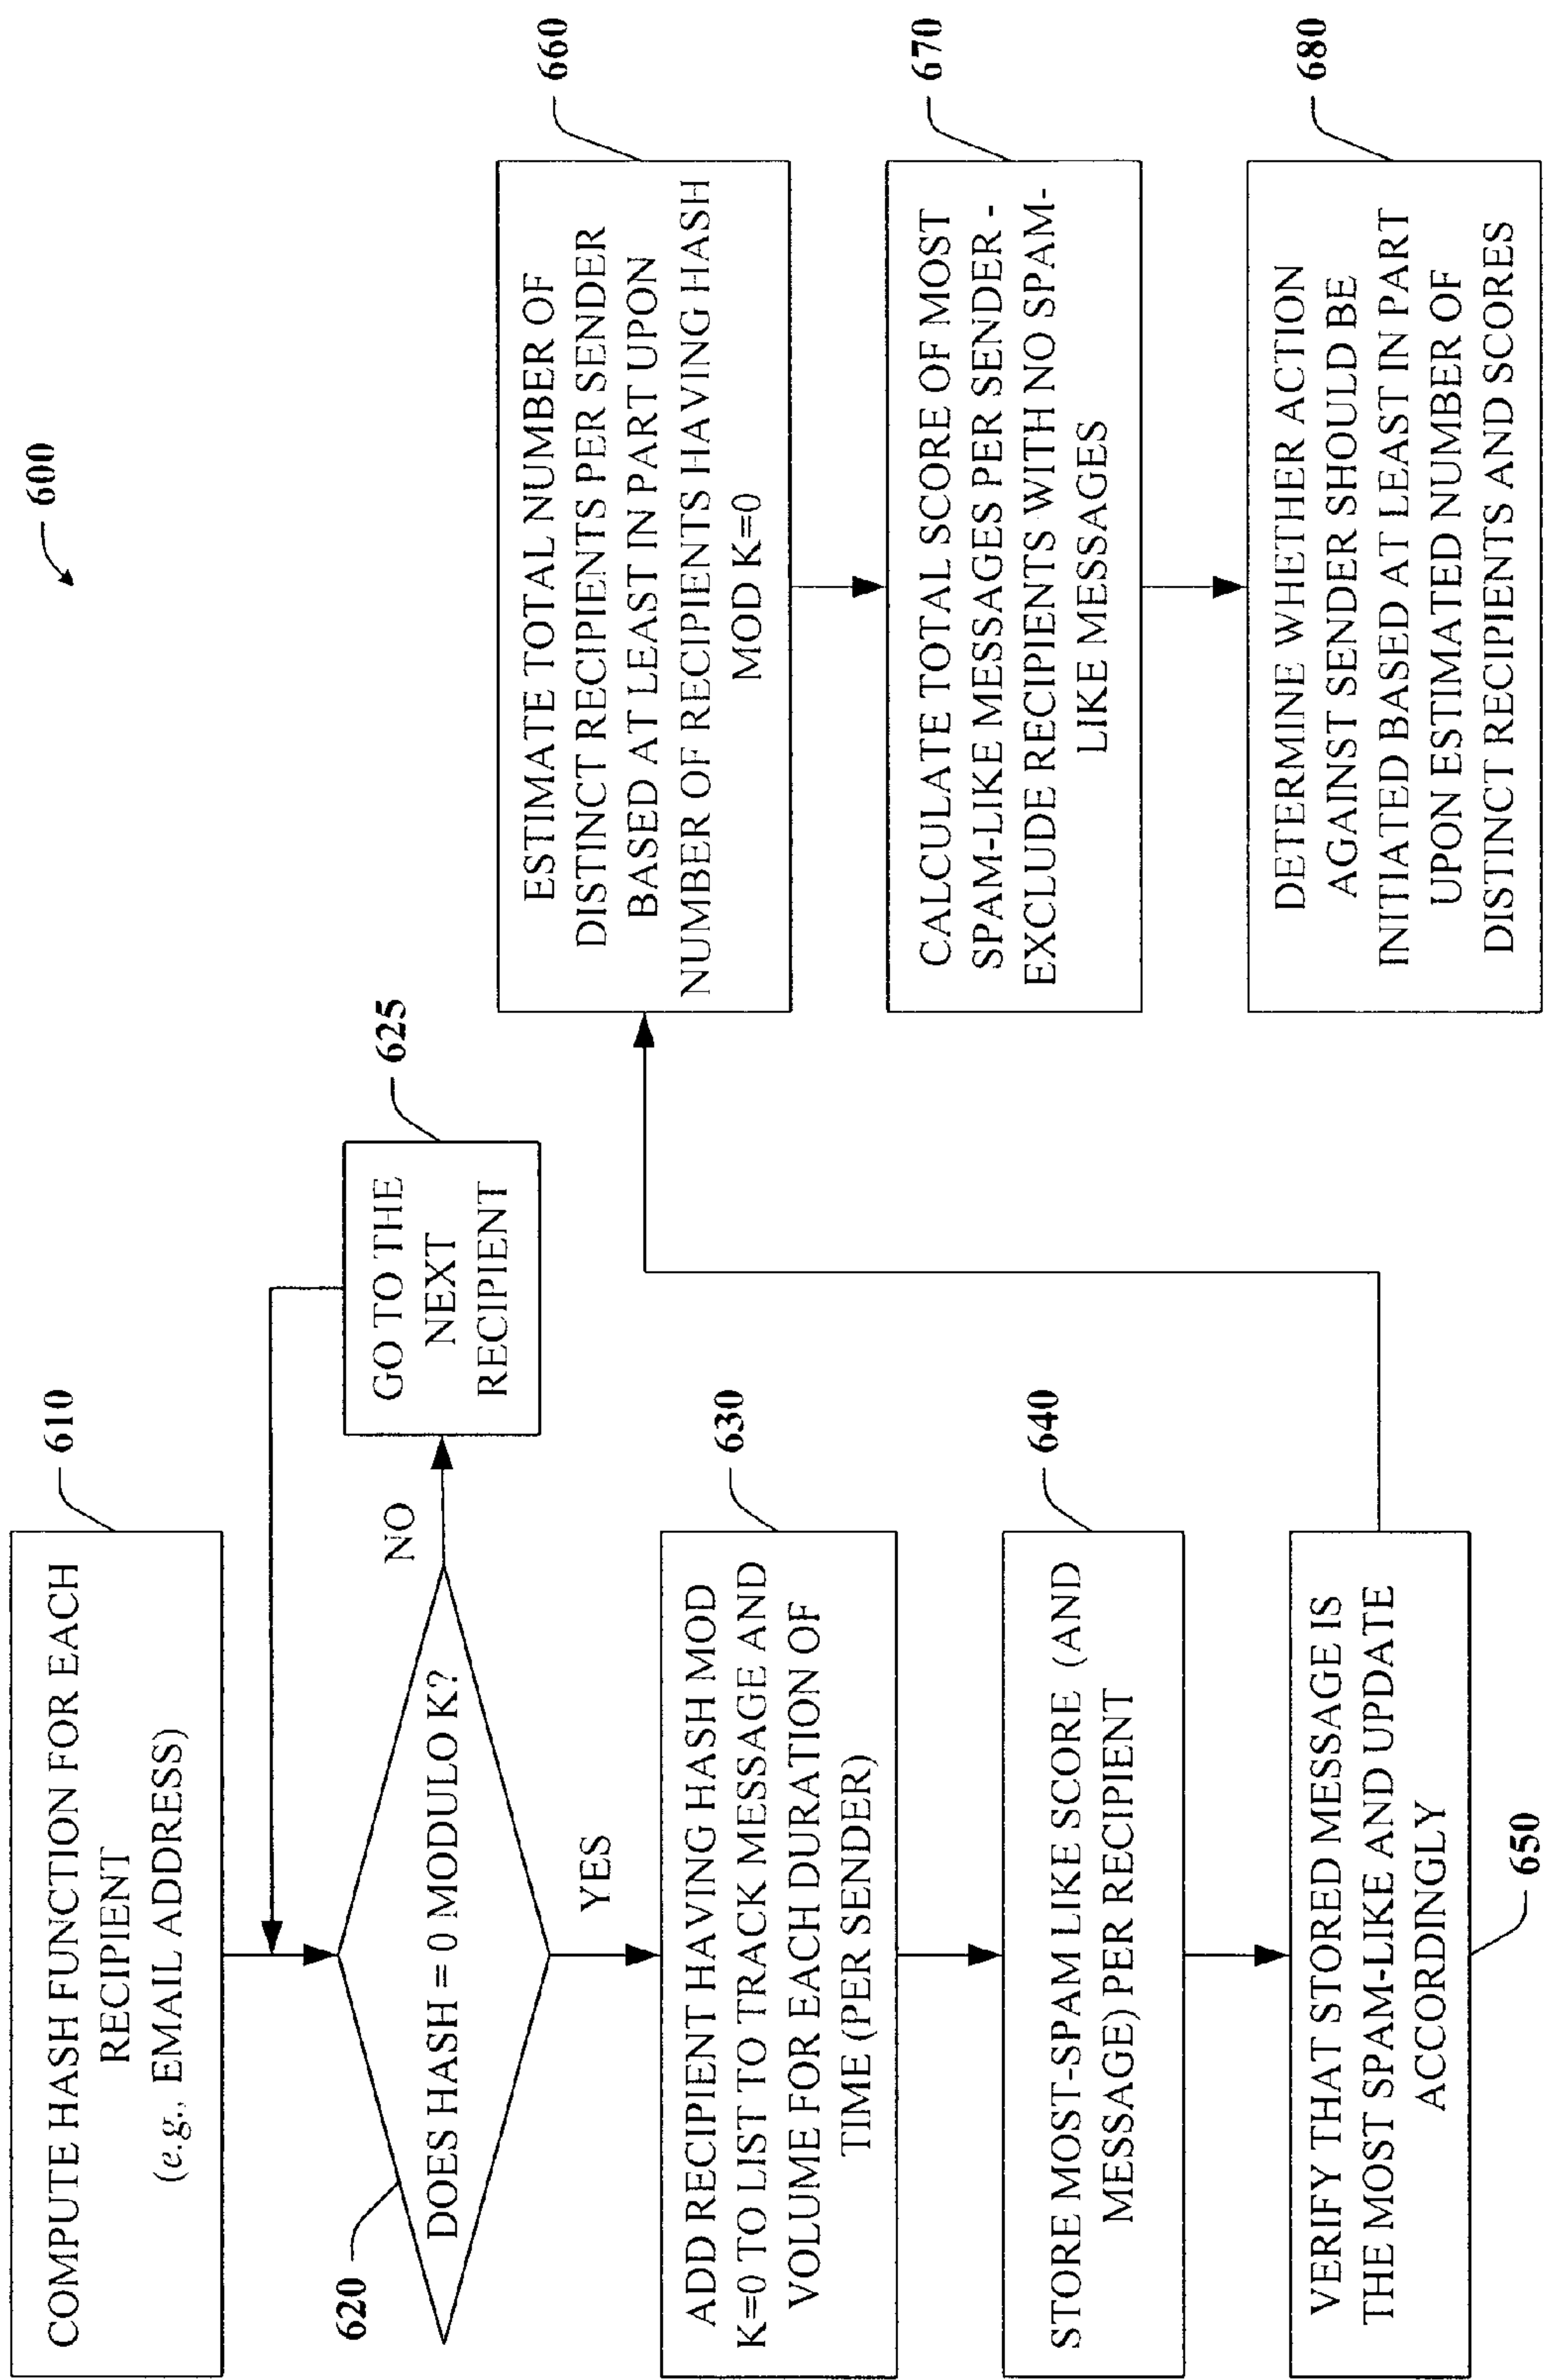 600
610
COMPUTE HASH FUNCTION FOR EACH
RECIPIENT
(e.g., EMAIL ADDRESS)
620
DOES HASH = 0 MODULO K?
NO
625
GO TO THE
NEXT
RECIPIENT
YES
630
ADD RECIPIENT HAVING HASH MOD
K=0 TO LIST TO TRACK MESSAGE AND
VOLUME FOR EACH DURATION OF
TIME (PER SENDER)
640
STORE MOST-SPAM LIKE SCORE (AND
MESSAGE) PER RECIPIENT
VERIFY THAT STORED MESSAGE IS
THE MOST SPAM-LIKE AND UPDATE
ACCORDINGLY
650
660
ESTIMATE TOTAL NUMBER OF
DISTINCT RECIPIENTS PER SENDER
BASED AT LEAST IN PART UPON
NUMBER OF RECIPIENTS HAVING HASH
MOD K=0
670
CALCULATE TOTAL SCORE OF MOST
SPAM-LIKE MESSAGES PER SENDER -
EXCLUDE RECIPIENTS WITH NO SPAM-
LIKE MESSAGES
680
DETERMINE WHETHER ACTION
AGAINST SENDER SHOULD BE
INITIATED BASED AT LEAST IN PART
UPON ESTIMATED NUMBER OF
DISTINCT RECIPIENTS AND SCORES